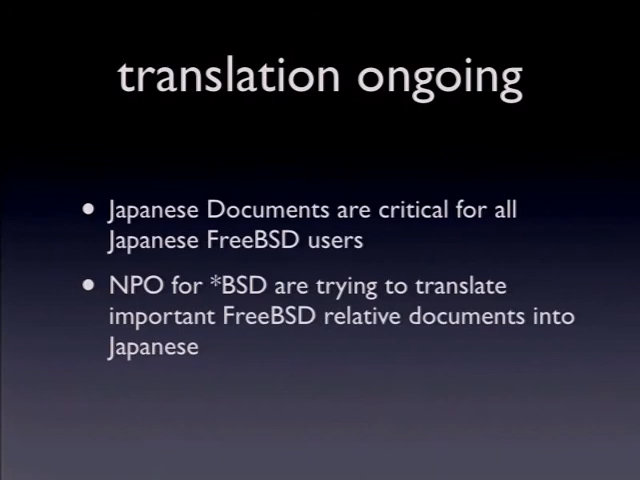 translation ongoing
• Japanese Documents are critical for all
Japanese FreeBSD users
• NPO for *BSD are trying to translate
important FreeBSD relative documents into
Japanese